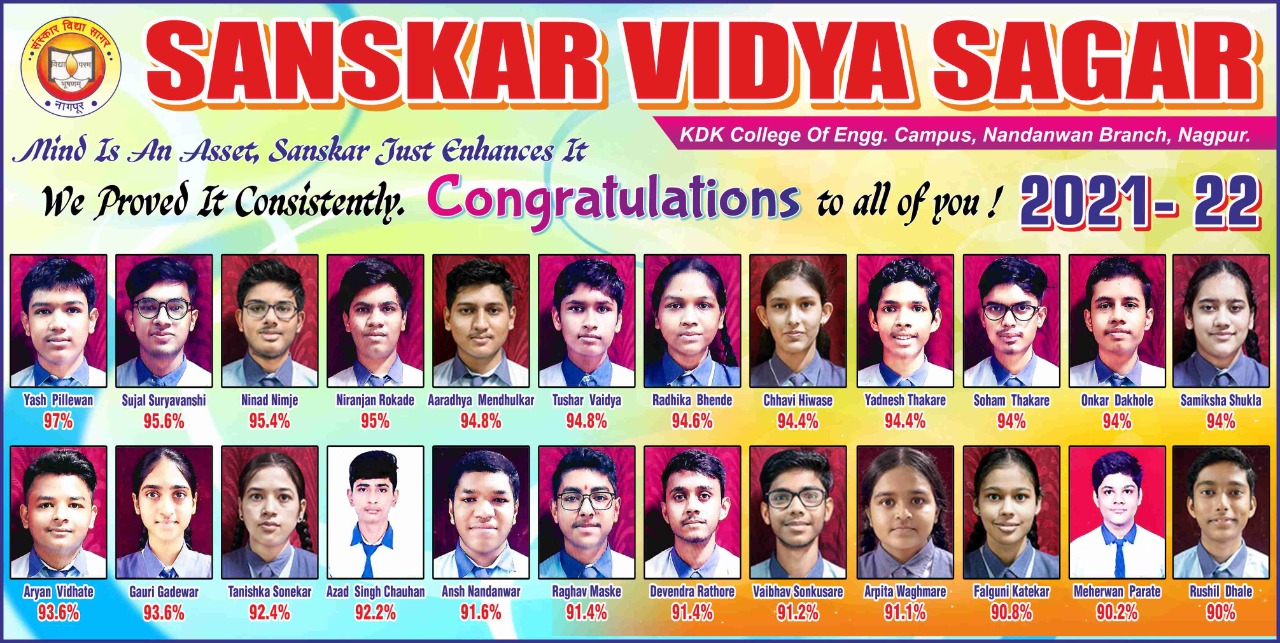 संस्कार विद्या सागर
विद्या परम
भूषणम्
नागपूर
SANSKAR VIDYA SAGAR
KDK College Of Engg. Campus, Nandanwan Branch, Nagpur.
Mind Is An Asset, Sanskar Just Enhances It
We Proved It Consistently. Congratulations to all of you ! 2021- 22
Yash Pillewan Sujal Suryavanshi Ninad Nimje Niranjan Rokade Aaradhya Mendhulkar Tushar Vaidya Radhika Bhende Chhavi Hiwase Yadnesh Thakare Soham Thakare Onkar Dakhole Samiksha Shukla
97% 95.6% 95.4% 95% 94.8% 94.8% 94.6% 94.4% 94.4% 94% 94% 94%
Aryan Vidhate Gauri Gadewar Tanishka Sonekar Azad Singh Chauhan Ansh Nandanwar Raghav Maske Devendra Rathore Vaibhav Sonkusare Arpita Waghmare Falguni Katekar Meherwan Parate Rushil Dhale
93.6% 93.6% 92.4% 92.2% 91.6% 91.4% 91.4% 91.2% 91.1% 90.8% 90.2% 90%